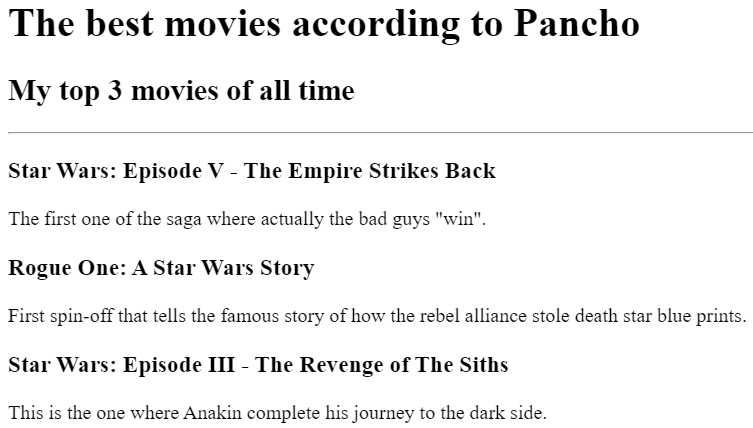 The best movies according to Pancho
My top 3 movies of all time
Star Wars: Episode V - The Empire Strikes Back
The first one of the saga where actually the bad guys "win".
Rogue One: A Star Wars Story
First spin-off that tells the famous story of how the rebel alliance stole death star blue prints.
Star Wars: Episode III - The Revenge of The Siths
This is the one where Anakin complete his journey to the dark side.